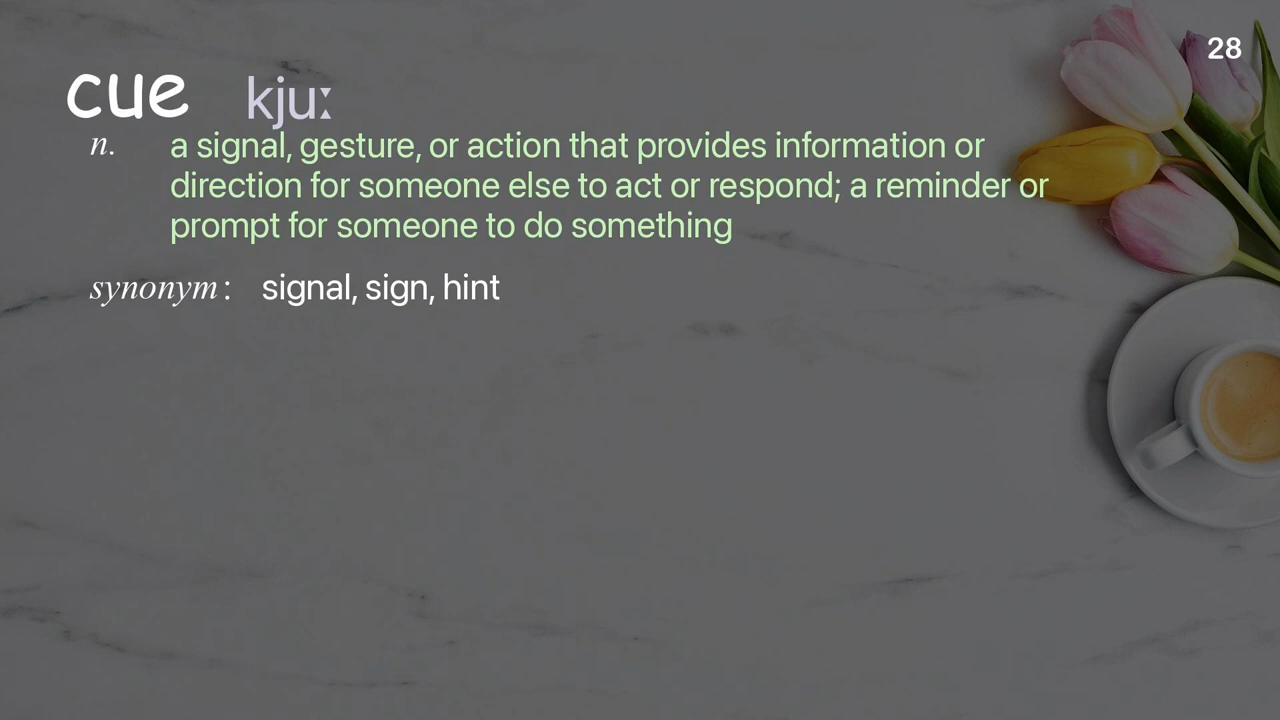 28
cue kjuː
n. a signal, gesture, or action that provides information or
direction for someone else to act or respond; a reminder or
prompt for someone to do something
synonym: signal, sign, hint